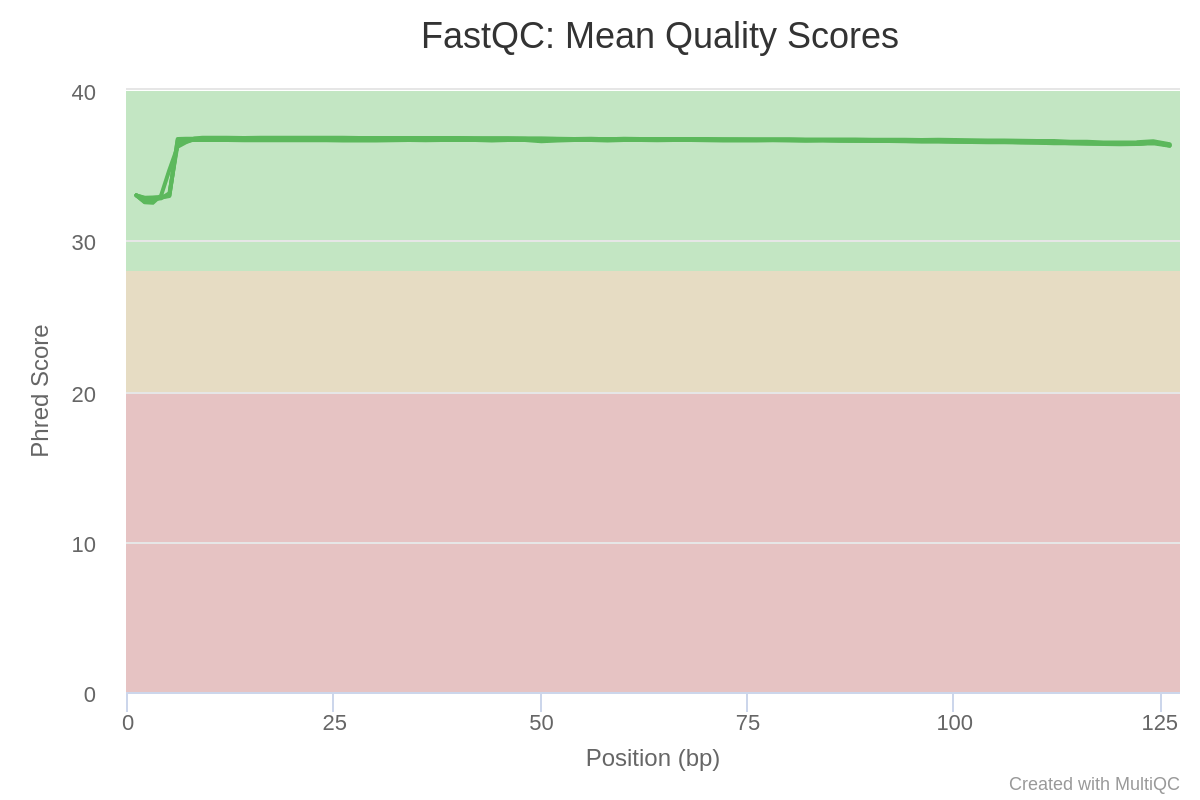 FastQC: Mean Quality Scores
40
30
20
10
0
Phred Score
0 25 50 75 100 125
Position (bp)
Created with MultiQC